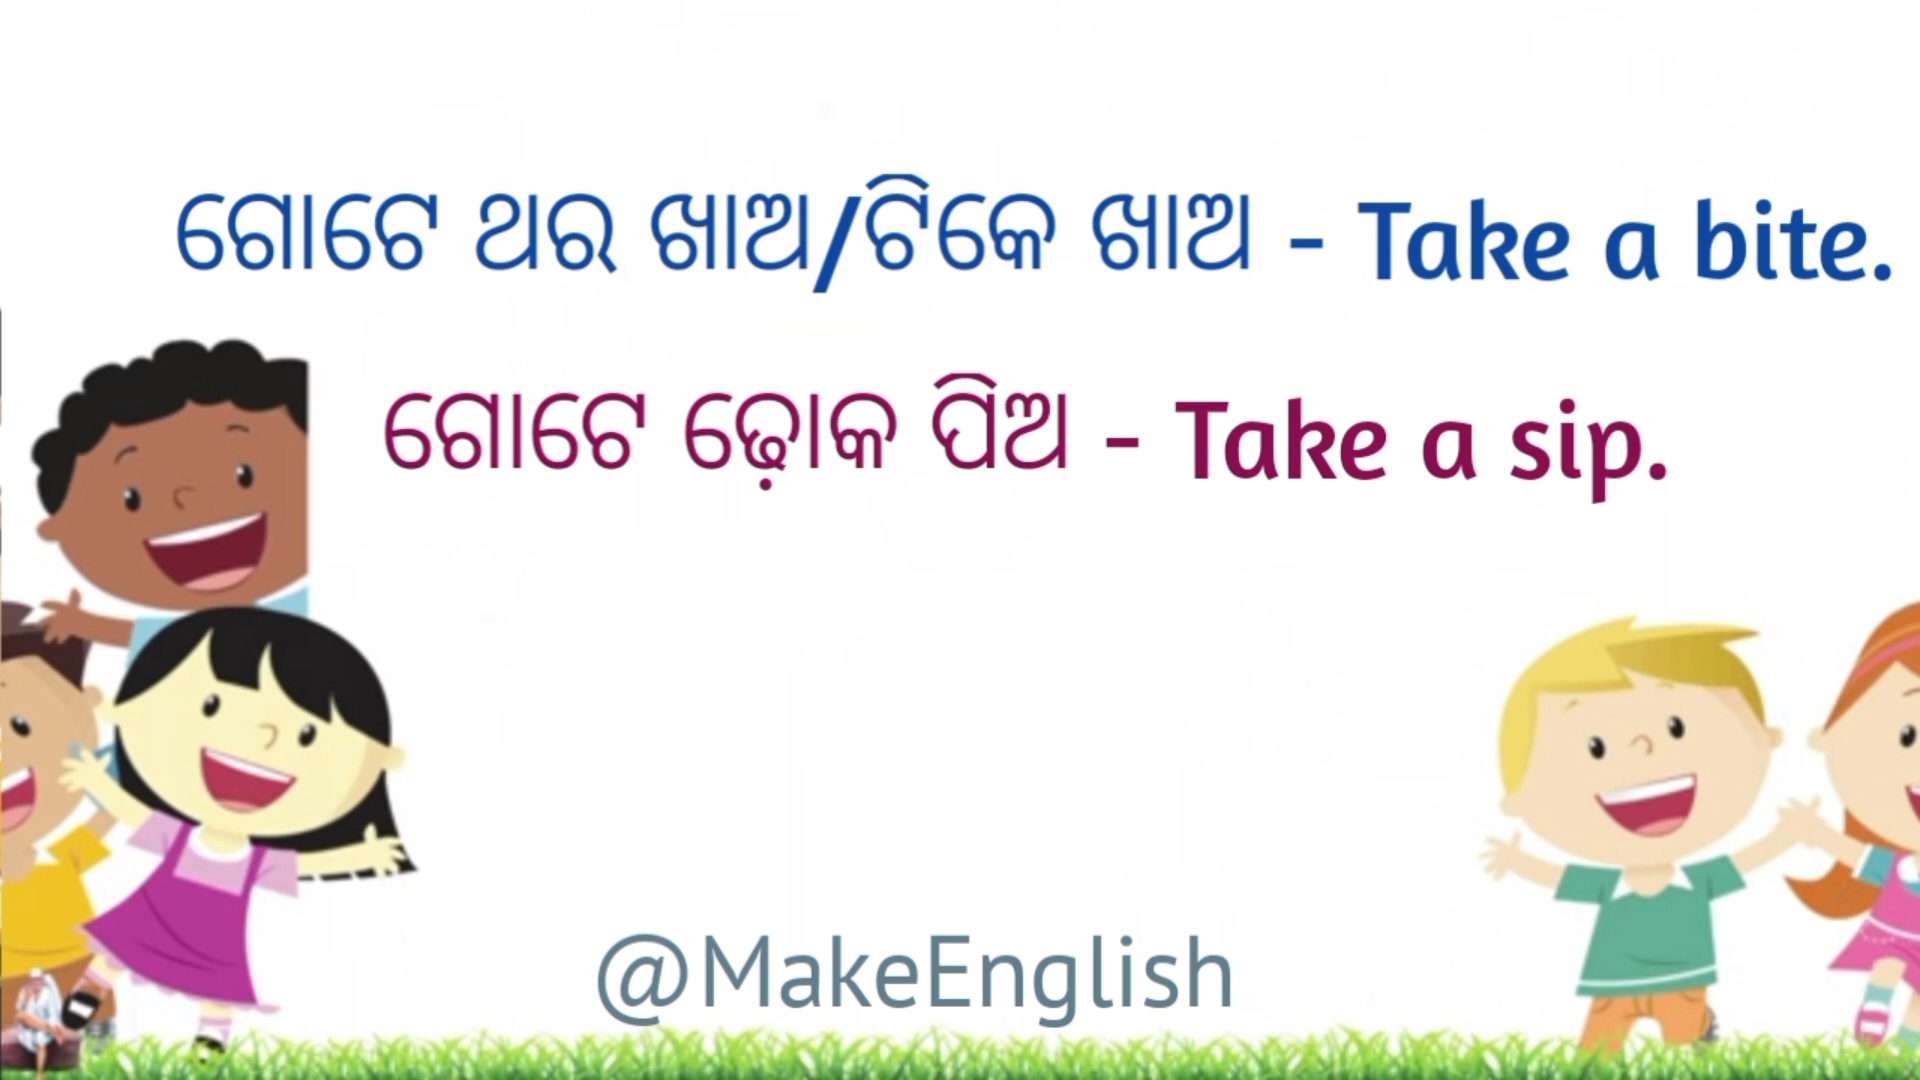 ଗୋଟେ ଥର ଖାଅ/ଟିକେ ଖାଅ - Take a bite.
ଗୋଟେ ଢ଼ୋକ ପିଅ - Take a sip.
@MakeEnglish